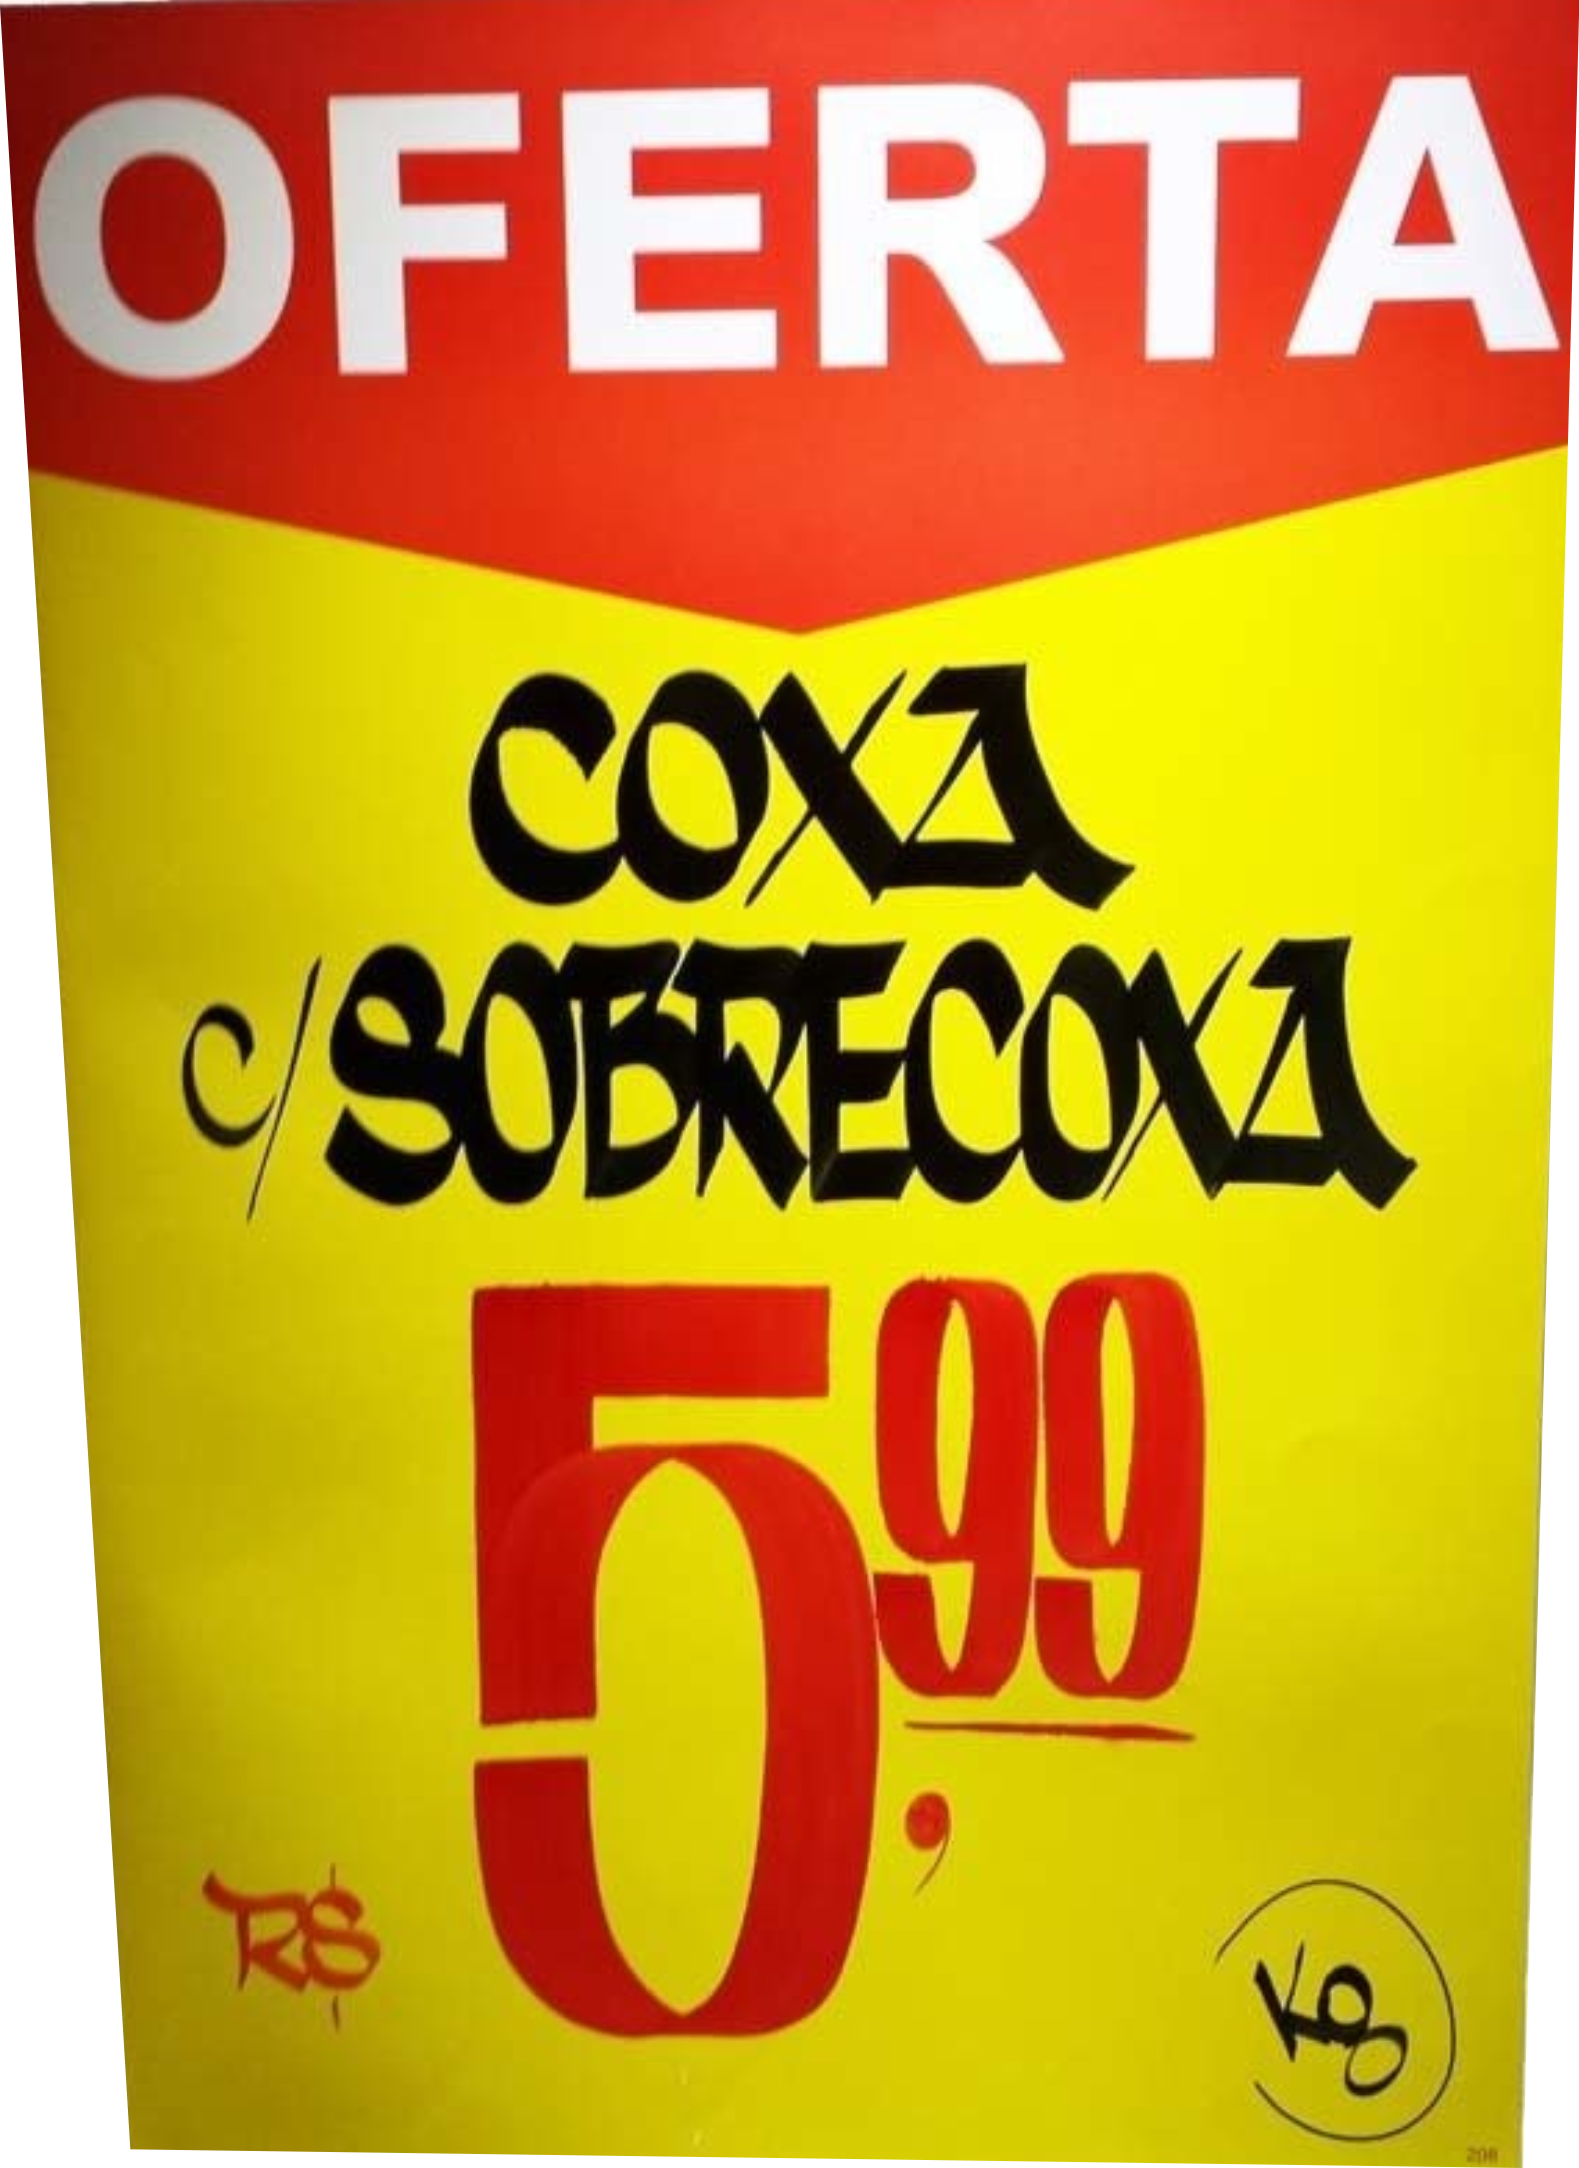 OFERTA
COXA
C/SOBRECOXA
R$ 5,99
Kg